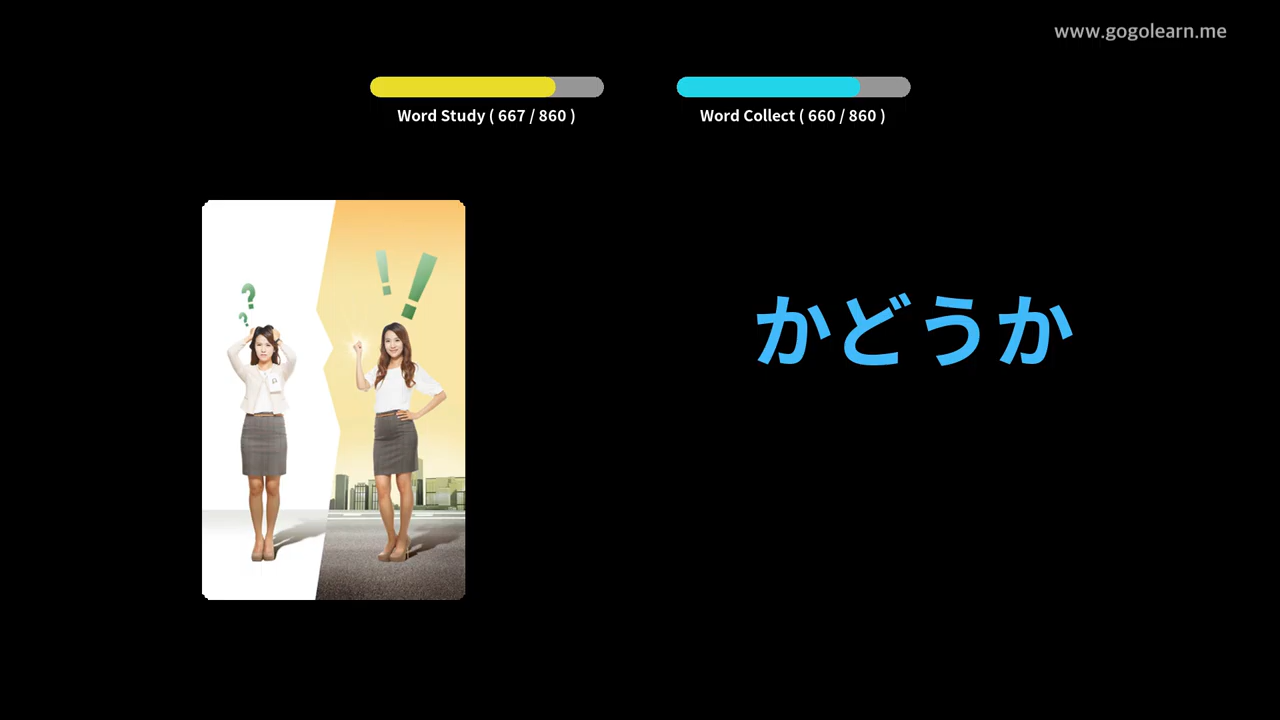 www.gogolearn.me
Word Study ( 667 / 860 )
Word Collect ( 660 / 860 )
? ?
! !
かどうか